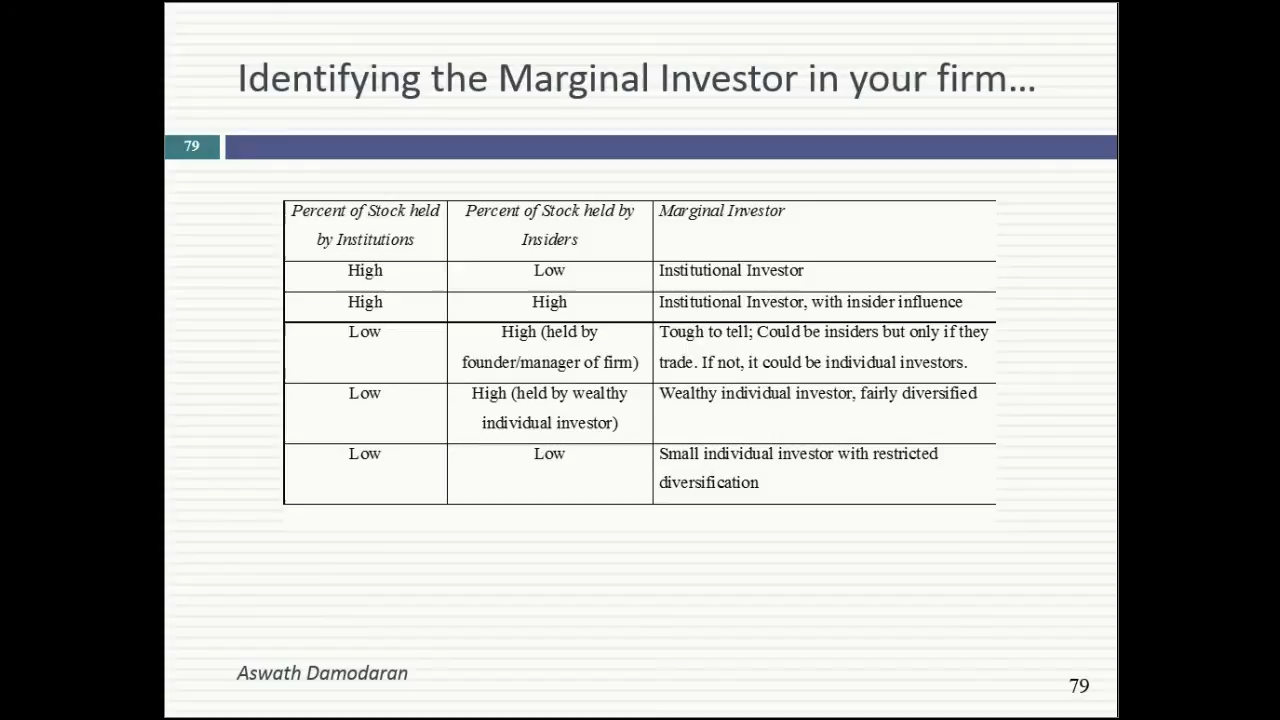 Identifying the Marginal Investor in your firm…
79
Percent of Stock held
by Institutions
Percent of Stock held by
Insiders
Marginal Investor
High
Low
Institutional Investor
High
High
Institutional Investor, with insider influence
Low
High (held by
founder/manager of firm)
Tough to tell; Could be insiders but only if they
trade. If not, it could be individual investors.
Low
High (held by wealthy
individual investor)
Wealthy individual investor, fairly diversified
Low
Low
Small individual investor with restricted
diversification
Aswath Damodaran
79